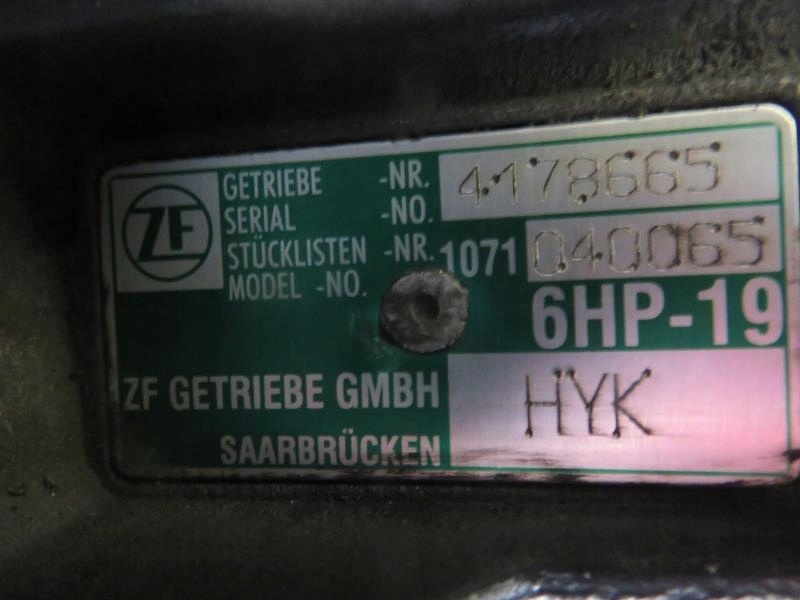 ZF
GETRIEBE -NR. 4178665
SERIAL -NO.
STÜCKLISTEN -NR. 1071 040065
MODEL -NO.
6HP-19
ZF GETRIEBE GMBH HYK
SAARBRÜCKEN